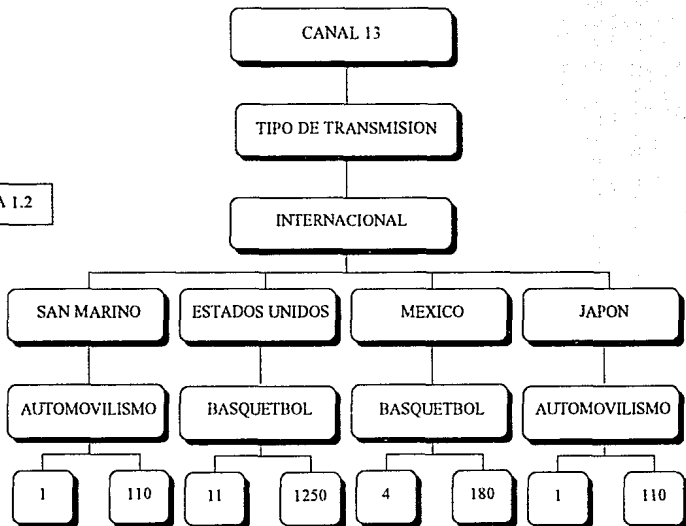 CANAL 13
TIPO DE TRANSMISION
A 1.2
INTERNACIONAL
SAN MARINO ESTADOS UNIDOS MEXICO JAPON
AUTOMOVILISMO BASQUETBOL BASQUETBOL AUTOMOVILISMO
1 110 11 1250 4 180 1 110